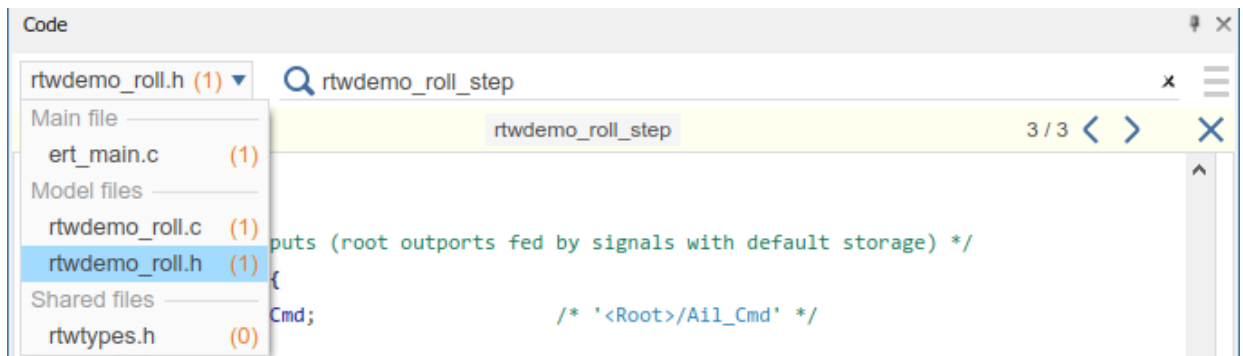 Code
rtwdemo_roll.h (1) rtwdemo_roll_step
Main file
rtwdemo_roll_step 3 / 3
ert_main.c (1)
Model files
rtwdemo_roll.c (1)
puts (root outports fed by signals with default storage) */
rtwdemo_roll.h (1)
{
Shared files
Cmd; /* '<Root>/Ail_Cmd' */
rtwtypes.h (0)